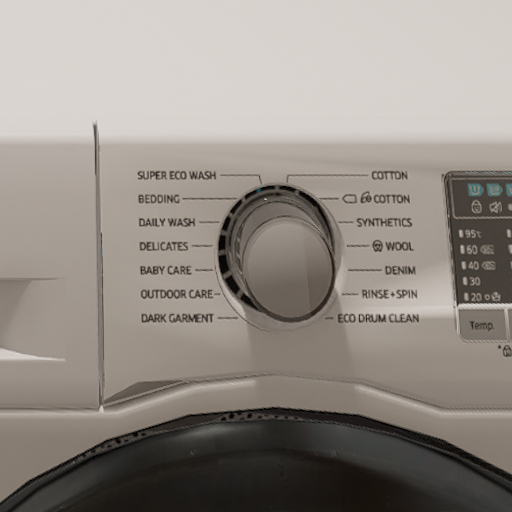 SUPER ECO WASH
BEDDING
DAILY WASH
DELICATES
BABY CARE
OUTDOOR CARE
DARK GARMENT
COTTON
COTTON
SYNTHETICS
WOOL
DENIM
RINSE+SPIN
ECO DRUM CLEAN
95℃
60
40
30
20
Temp.